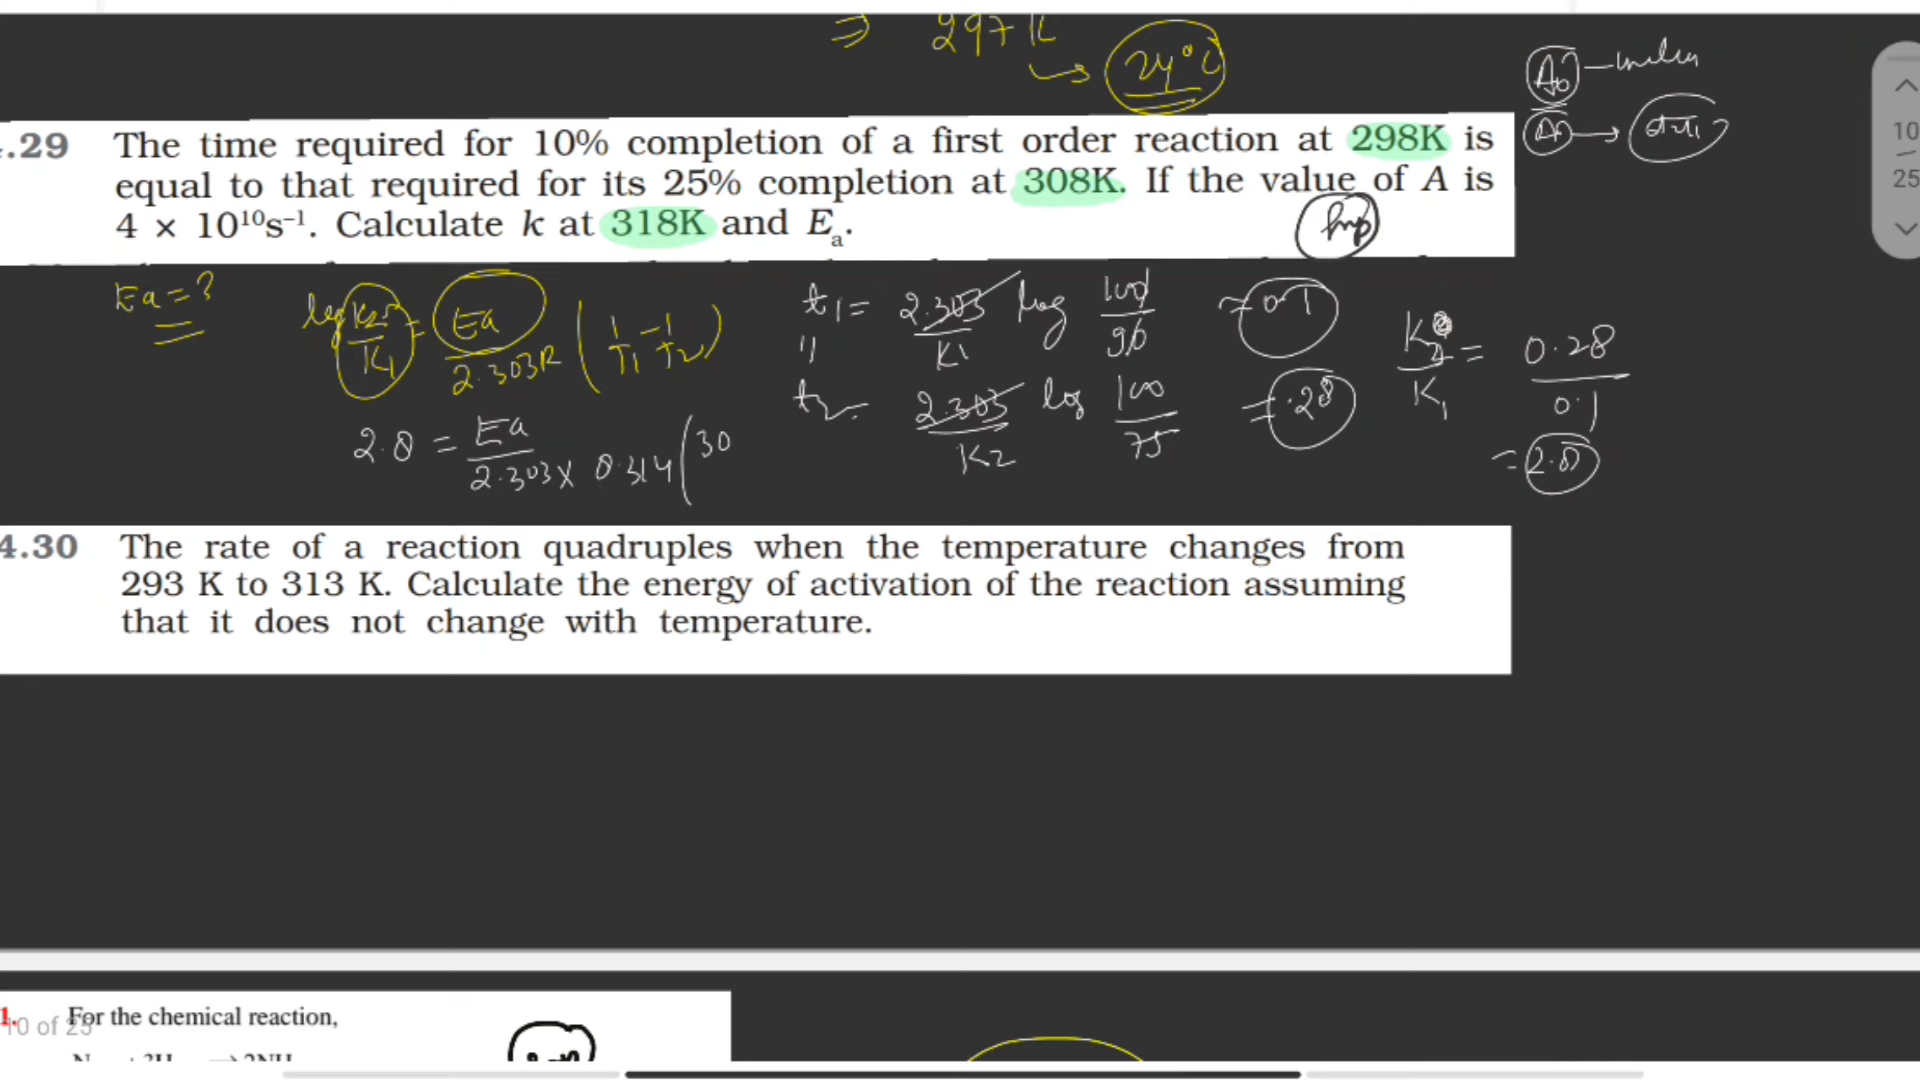 ⇒ 297 K
↳ 24°C
A₀ —
A →
.29 The time required for 10% completion of a first order reaction at 298K is
equal to that required for its 25% completion at 308K. If the value of A is
4 × 10¹⁰s⁻¹. Calculate k at 318K and Eₐ.
Imp
Ea = ?
log K2/K1 = Ea/2.303R (1/T1 - 1/T2)
t1 = 2.303/K1 log 100/90 = 0.1
"
t2 = 2.303/K2 log 100/75 = .28
K2/K1 = 0.28/0.1
= 2.8
2.8 = Ea/2.303 x 8.314 (30
4.30 The rate of a reaction quadruples when the temperature changes from
293 K to 313 K. Calculate the energy of activation of the reaction assuming
that it does not change with temperature.
1. For the chemical reaction,
10 of 25
10
25